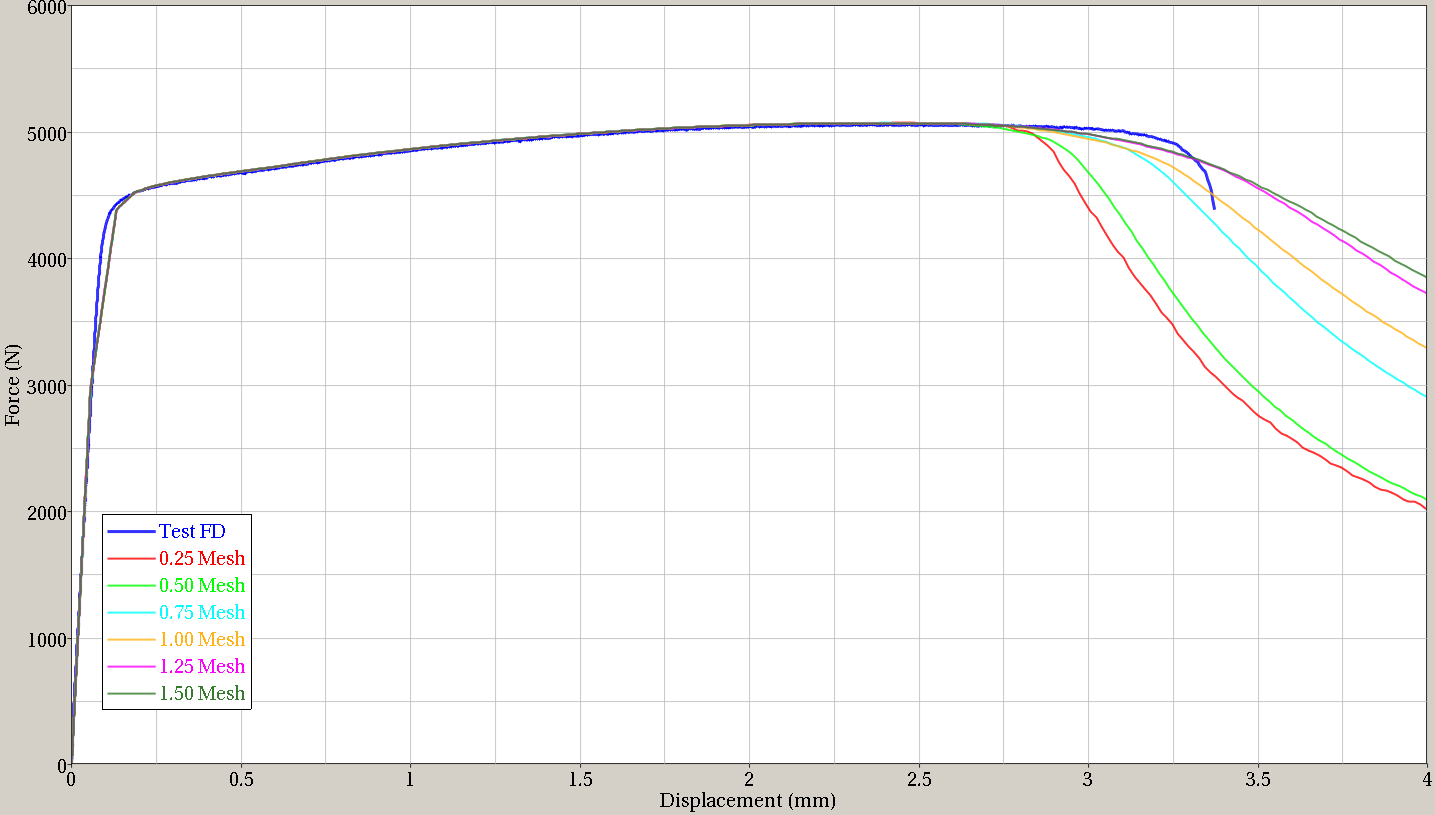 6000
5000
4000
3000
2000
1000
0
Force (N)
Test FD
0.25 Mesh
0.50 Mesh
0.75 Mesh
1.00 Mesh
1.25 Mesh
1.50 Mesh
0 0.5 1 1.5 2 2.5 3 3.5 4
Displacement (mm)